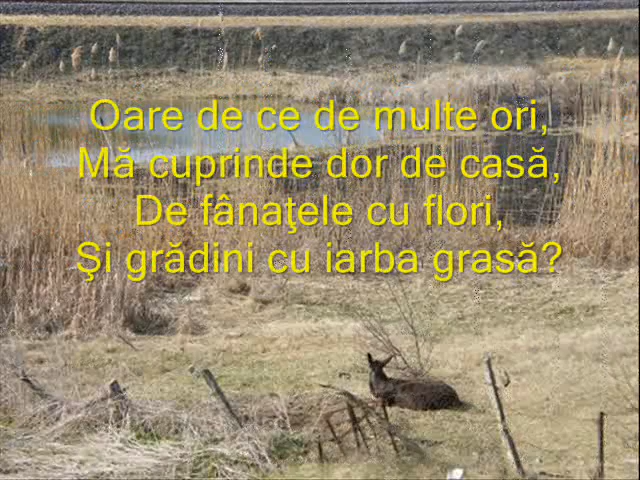 Oare de ce de multe ori,
Mă cuprinde dor de casă,
De fânaţele cu flori,
Şi grădini cu iarba grasă?